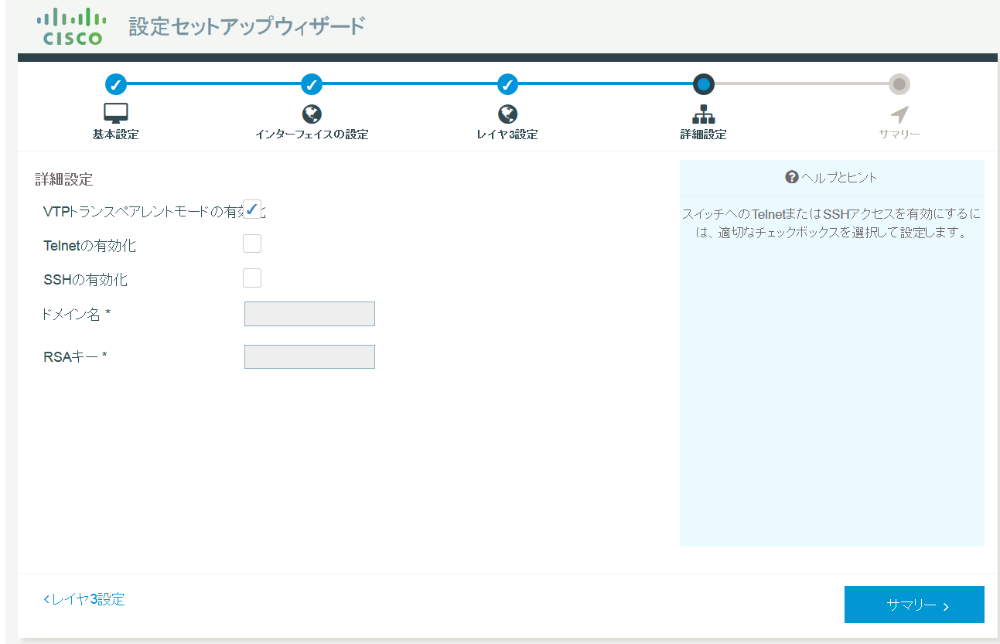 CISCO
設定セットアップウィザード
基本設定
インターフェイスの設定
レイヤ3設定
詳細設定
サマリー
詳細設定
VTPトランスペアレントモードの有効化
Telnetの有効化
SSHの有効化
ドメイン名 *
RSAキー *
ヘルプとヒント
スイッチへのTelnetまたはSSHアクセスを有効にするに
は、適切なチェックボックスを選択して設定します。
レイヤ3設定
サマリー